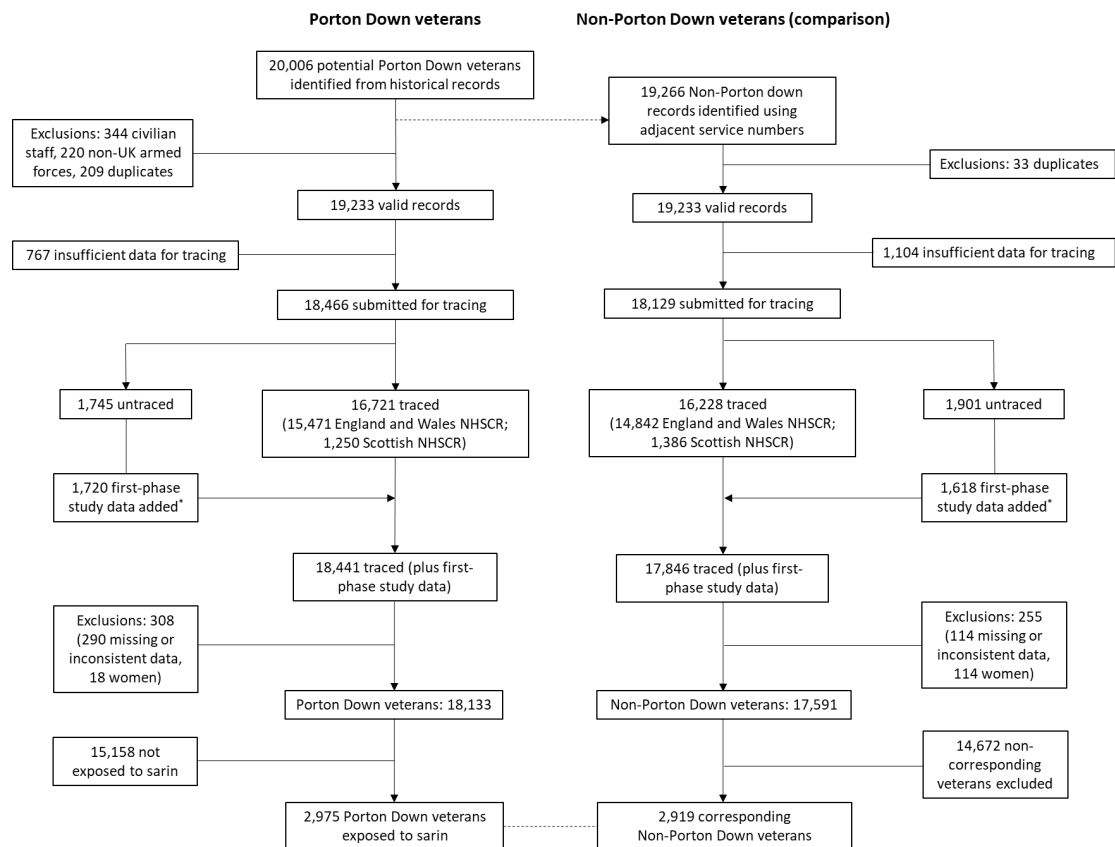 Porton Down veterans
Non-Porton Down veterans (comparison)
20,006 potential Porton Down veterans
identified from historical records
19,266 Non-Porton down
records identified using
adjacent service numbers
Exclusions: 344 civilian
staff, 220 non-UK armed
forces, 209 duplicates
Exclusions: 33 duplicates
19,233 valid records
19,233 valid records
767 insufficient data for tracing
1,104 insufficient data for tracing
18,466 submitted for tracing
18,129 submitted for tracing
1,745 untraced
16,721 traced
(15,471 England and Wales NHSCR;
1,250 Scottish NHSCR)
16,228 traced
(14,842 England and Wales NHSCR;
1,386 Scottish NHSCR)
1,901 untraced
1,720 first-phase
study data added*
1,618 first-phase
study data added*
18,441 traced (plus first-
phase study data)
17,846 traced (plus first-
phase study data)
Exclusions: 308
(290 missing or
inconsistent data,
18 women)
Exclusions: 255
(114 missing or
inconsistent data,
114 women)
Porton Down veterans: 18,133
Non-Porton Down veterans: 17,591
15,158 not
exposed to sarin
14,672 non-
corresponding
veterans excluded
2,975 Porton Down veterans
exposed to sarin
2,919 corresponding
Non-Porton Down veterans